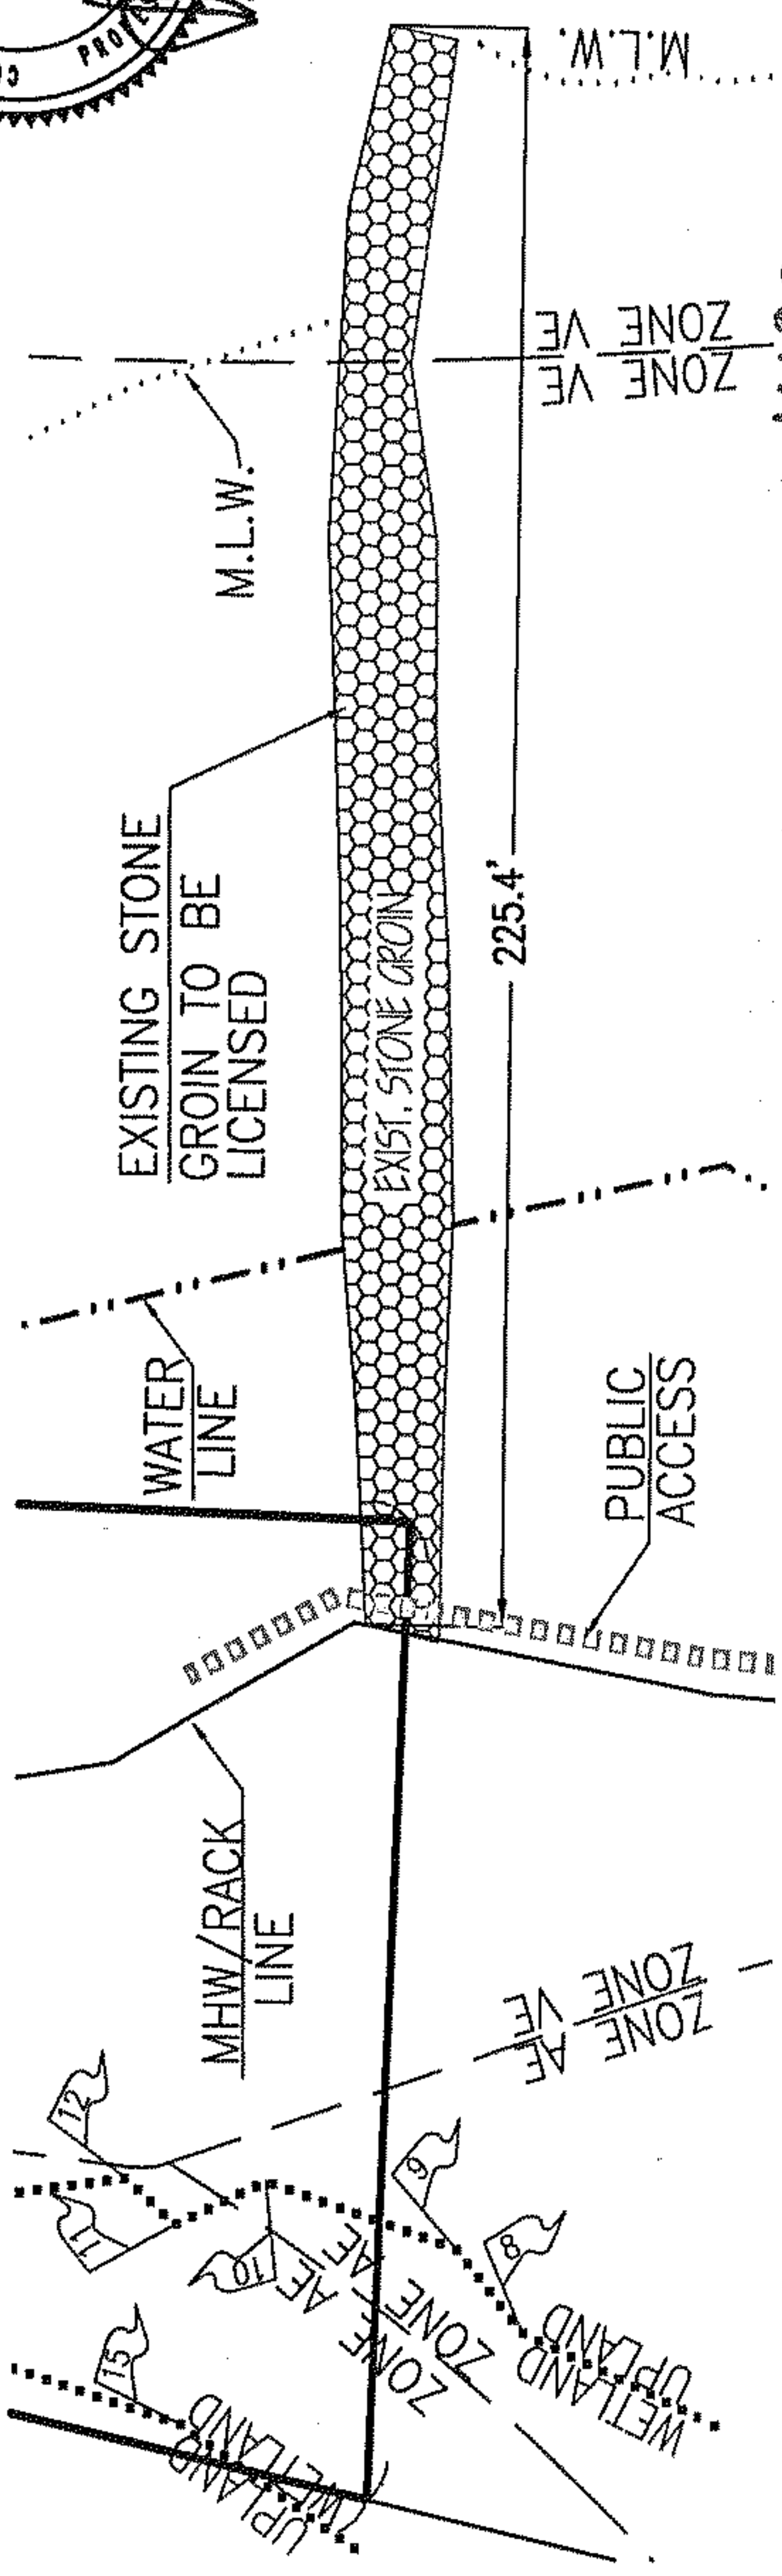 PROFES
M.L.W.
ZONE VE
ZONE VE
M.L.W.
EXISTING STONE
GROIN TO BE
LICENSED
EXIST. STONE GROIN
225.4'
WATER
LINE
PUBLIC
ACCESS
MHW/RACK
LINE
ZONE AE
ZONE VE
12
11
10
9
8
15
ZONE AE
ZONE AE
WETLAND
UPLAND
UPLAND
WETLAND